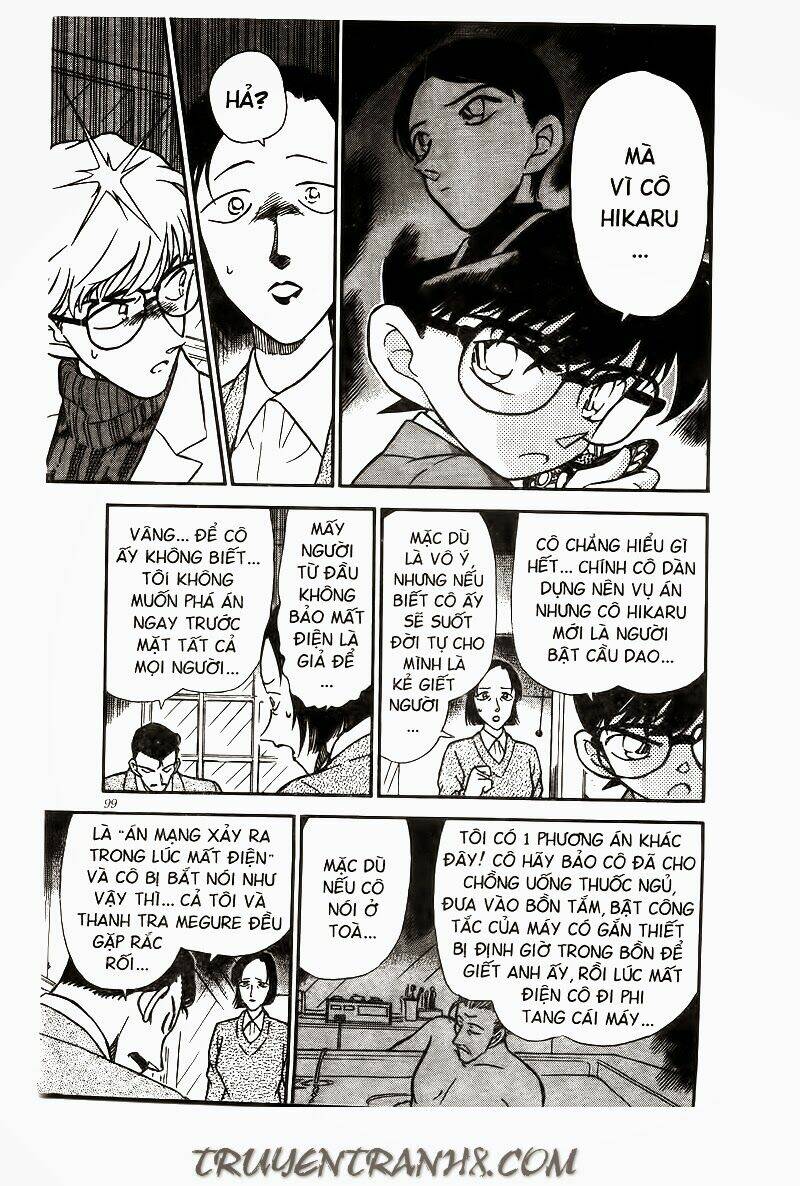 MÀ
VÌ CÔ
HIKARU
...
HẢ?
CÔ CHẲNG HIỂU GÌ
HẾT... CHÍNH CÔ DÀN
DỰNG NÊN VỤ ÁN
NHƯNG CÔ HIKARU
MỚI LÀ NGƯỜI
BẬT CẦU DAO...
MẶC DÙ
LÀ VÔ Ý,
NHƯNG NẾU
BIẾT CÔ ẤY
SẼ SUỐT
ĐỜI TỰ CHO
MÌNH LÀ
KẺ GIẾT
NGƯỜI
...
MẤY
NGƯỜI
TỪ ĐẦU
KHÔNG
BẢO MẤT
ĐIỆN LÀ
GIẢ ĐỂ
...
VÂNG... ĐỂ CÔ
ẤY KHÔNG BIẾT...
TÔI KHÔNG
MUỐN PHÁ ÁN
NGAY TRƯỚC
MẶT TẤT CẢ
MỌI NGƯỜI...
99
TÔI CÓ 1 PHƯƠNG ÁN KHÁC
ĐÂY! CÔ HÃY BẢO CÔ ĐÃ CHO
CHỒNG UỐNG THUỐC NGỦ,
ĐƯA VÀO BỒN TẮM, BẬT CÔNG
TẮC CỦA MÁY CÓ GẮN THIẾT
BỊ ĐỊNH GIỜ TRONG BỒN ĐỂ
GIẾT ANH ẤY, RỒI LÚC MẤT
ĐIỆN CÔ ĐI PHI
TANG CÁI MÁY...
MẶC DÙ
NẾU CÔ
NÓI Ở
TOÀ...
LÀ "ÁN MẠNG XẢY RA
TRONG LÚC MẤT ĐIỆN"
VÀ CÔ BỊ BẮT NÓI NHƯ
VẬY THÌ... CẢ TÔI VÀ
THANH TRA MEGURE ĐỀU
GẶP RẮC
RỐI...
TRUYENTRANH8.COM